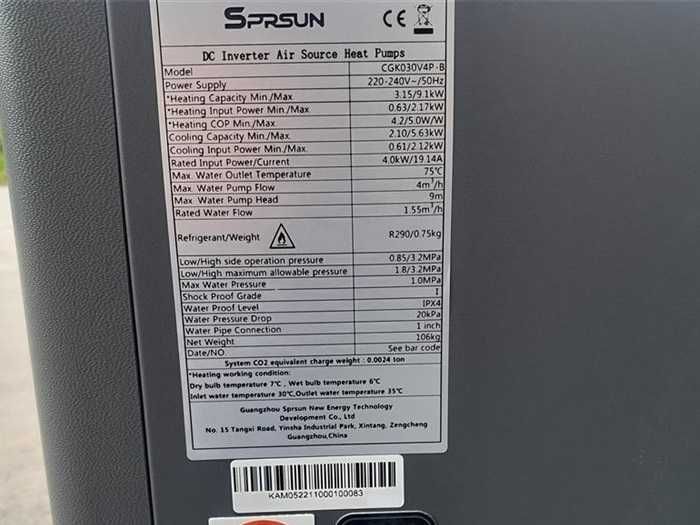 SPRSUN CE
DC Inverter Air Source Heat Pumps
Model CGK030V4P-B
Power Supply 220-240V~/50Hz
*Heating Capacity Min./Max. 3.15/9.1kW
*Heating Input Power Min./Max. 0.63/2.17kW
*Heating COP Min./Max. 4.2/5.0W/W
Cooling Capacity Min./Max. 2.10/5.63kW
Cooling Input Power Min./Max. 0.61/2.12kW
Rated Input Power/Current 4.0kW/19.14A
Max. Water Outlet Temperature 75℃
Max. Water Pump Flow 4m³/h
Max. Water Pump Head 9m
Rated Water Flow 1.55m³/h
Refrigerant/Weight R290/0.75kg
Low/High side operation pressure 0.85/3.2MPa
Low/High maximum allowable pressure 1.8/3.2MPa
Max Water Pressure 1.0MPa
Shock Proof Grade I
Water Proof Level IPX4
Water Pressure Drop 20kPa
Water Pipe Connection 1 inch
Net Weight 106kg
Date/NO. See bar code
System CO2 equivalent charge weight : 0.0024 ton
*Heating working condition:
Dry bulb temperature 7℃ , Wet bulb temperature 6℃
Inlet water temperature 30℃,Outlet water temperature 35℃
Guangzhou Sprsun New Energy Technology
Development Co., Ltd
No. 15 Tangxi Road, Yinsha Industrial Park, Xintang, Zengcheng
Guangzhou,China
KAM052211000100083